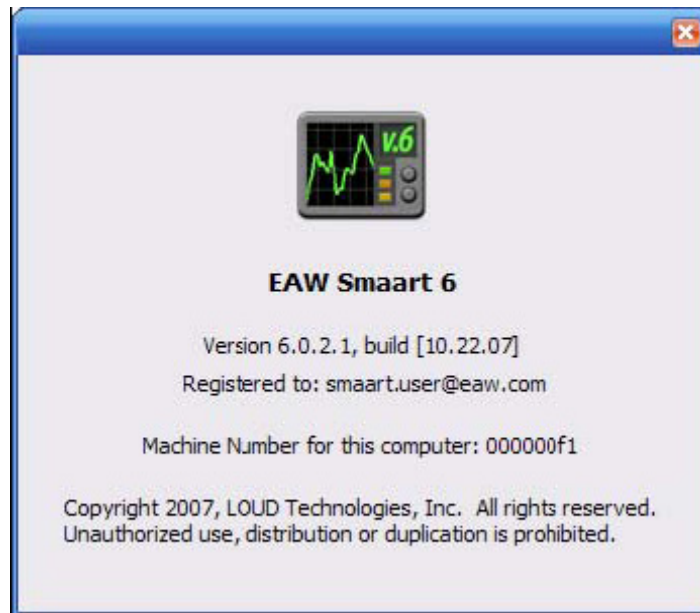 v.6
EAW Smaart 6
Version 6.0.2.1, build [10.22.07]
Registered to: smaart.user@eaw.com
Machine Number for this computer: 000000f1
Copyright 2007, LOUD Technologies, Inc.  All rights reserved.
Unauthorized use, distribution or duplication is prohibited.